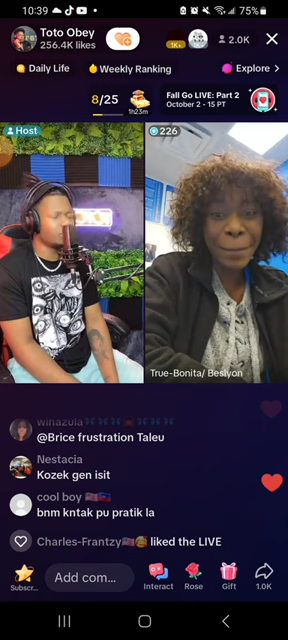 10:39
75%
Toto Obey
256.4K likes
1K+
2.0K
Daily Life
Weekly Ranking
Explore >
8/25
1h23m
Fall Go LIVE: Part 2
October 2 - 15 PT
Host
226
True-Bonita/ Beslyon
winazula
@Brice frustration Taleu
Nestacia
Kozek gen isit
cool boy
bnm kntak pu pratik la
Charles-Frantzy liked the LIVE
Subscr...
Add com...
Interact
Rose
Gift
1.0K